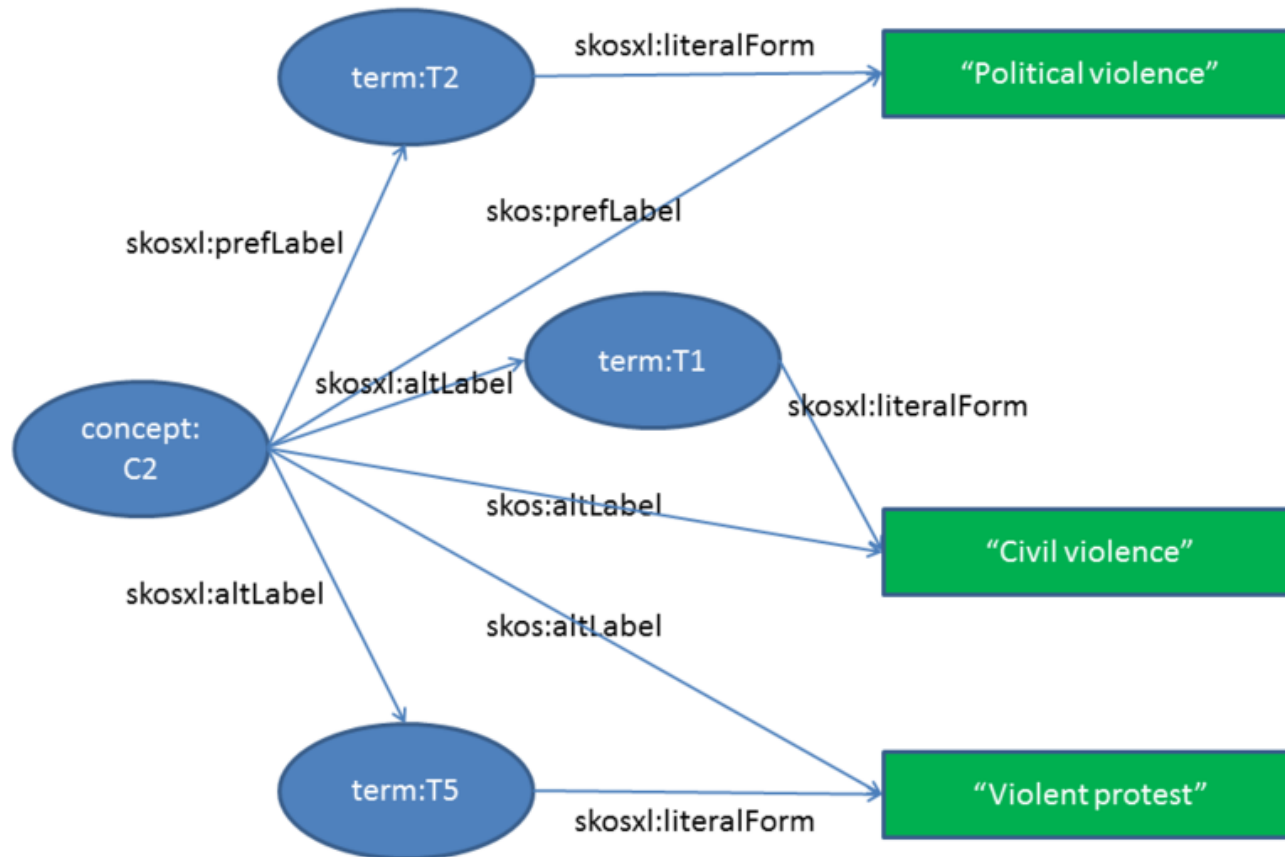 skosxl:literalForm
term:T2
“Political violence”
skos:prefLabel
skosxl:prefLabel
term:T1
skosxl:altLabel
skosxl:literalForm
concept:
C2
skos:altLabel
“Civil violence”
skosxl:altLabel
skos:altLabel
term:T5
“Violent protest”
skosxl:literalForm